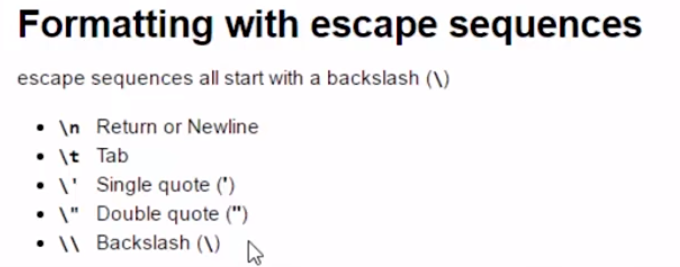 Formatting with escape sequences
escape sequences all start with a backslash (\)
• \n Return or Newline
• \t Tab
• \' Single quote (')
• \" Double quote (")
• \\ Backslash (\)